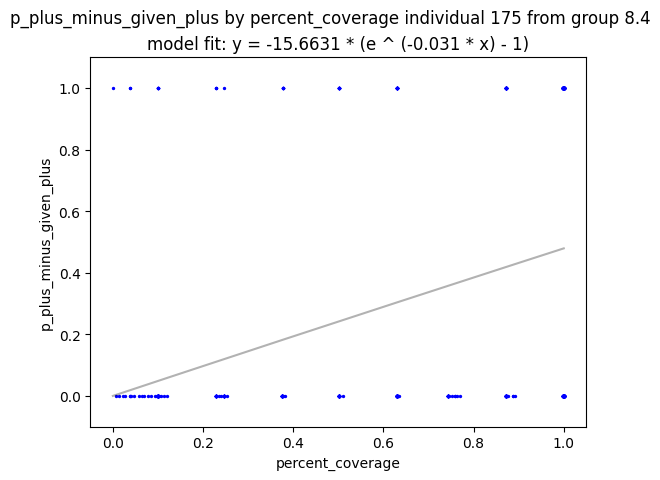 p_plus_minus_given_plus by percent_coverage individual 175 from group 8.4
model fit: y = -15.6631 * (e ^ (-0.031 * x) - 1)
p_plus_minus_given_plus
1.0
0.8
0.6
0.4
0.2
0.0
0.0 0.2 0.4 0.6 0.8 1.0
percent_coverage